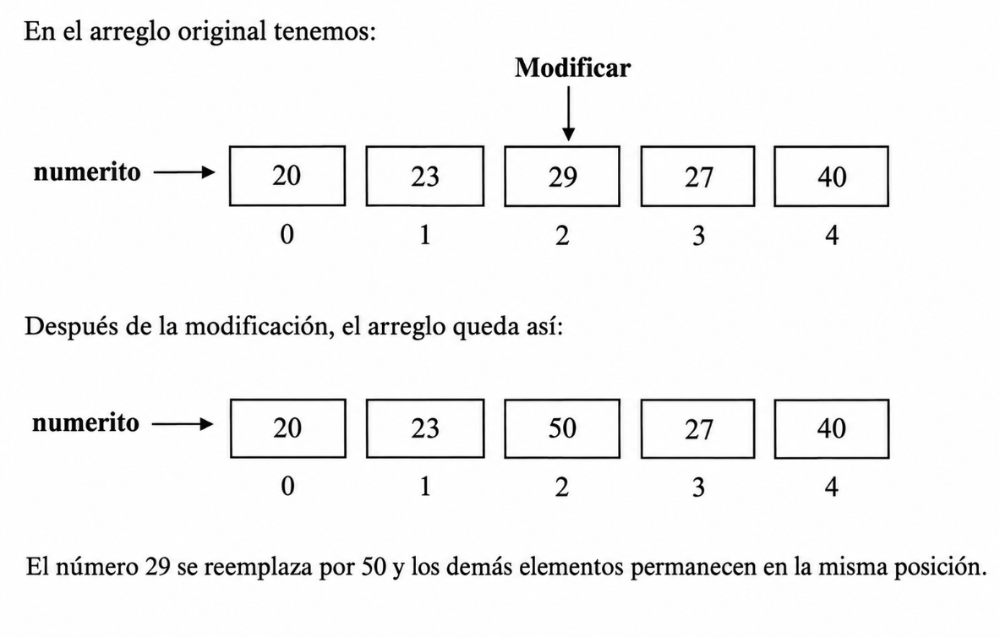 En el arreglo original tenemos:
Modificar
numerito 20 23 29 27 40
0 1 2 3 4
Después de la modificación, el arreglo queda así:
numerito 20 23 50 27 40
0 1 2 3 4
El número 29 se reemplaza por 50 y los demás elementos permanecen en la misma posición.